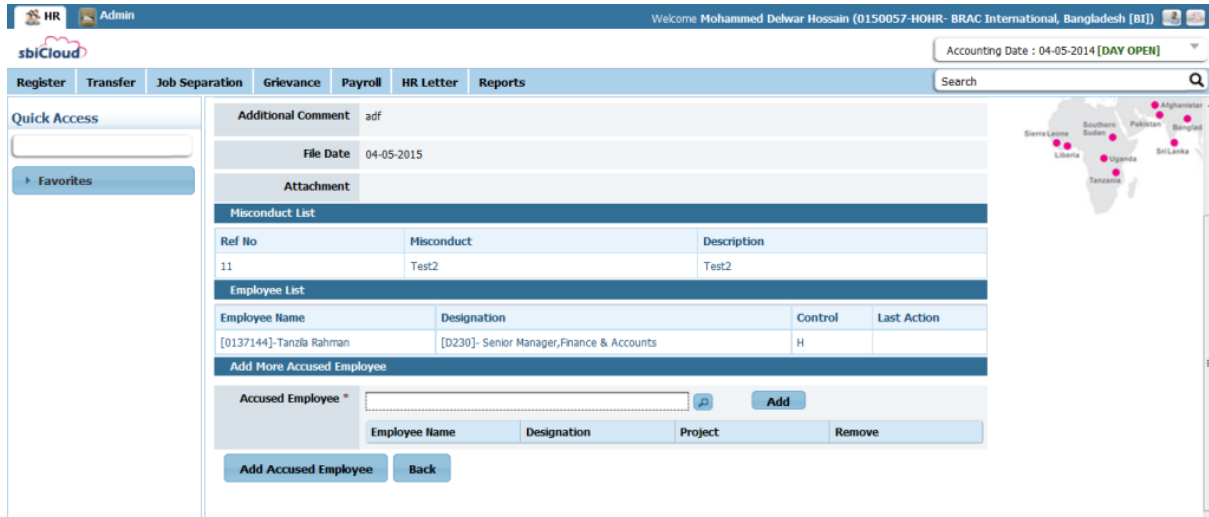 HR Admin Welcome Mohammed Delwar Hossain (0150057-HOHR- BRAC International, Bangladesh [BI])
sbiCloud
Accounting Date : 04-05-2014 [DAY OPEN]
Register Transfer Job Separation Grievance Payroll HR Letter Reports Search
Quick Access
Favorites
Additional Comment adf
File Date 04-05-2015
Attachment
Misconduct List
Ref No Misconduct Description
11 Test2 Test2
Employee List
Employee Name Designation Control Last Action
[0137144]-Tanzila Rahman [D230]- Senior Manager,Finance & Accounts H
Add More Accused Employee
Accused Employee * Add
Employee Name Designation Project Remove
Add Accused Employee Back
Afghanistan
Southern Sudan
Pakistan
Banglad
Sierra Leone
Liberia
Uganda
Sri Lanka
Tanzania